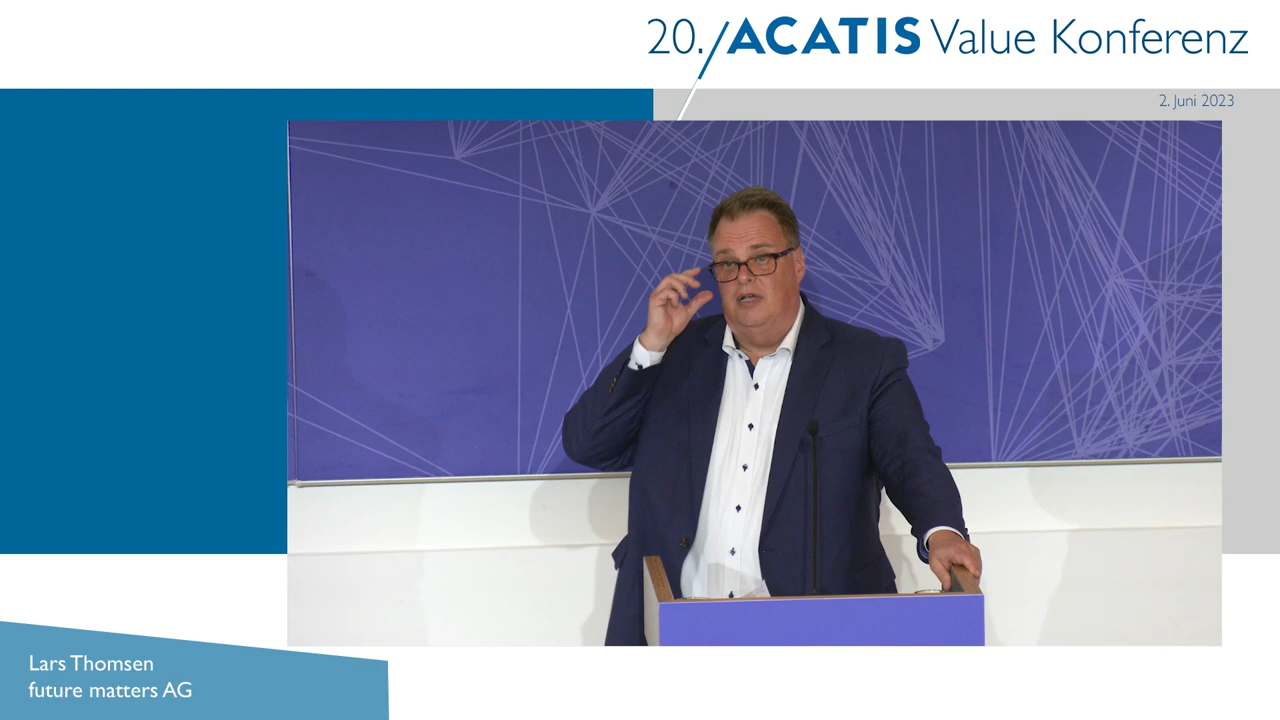 20. ACATIS Value Konferenz
2. Juni 2023
Lars Thomsen
future matters AG